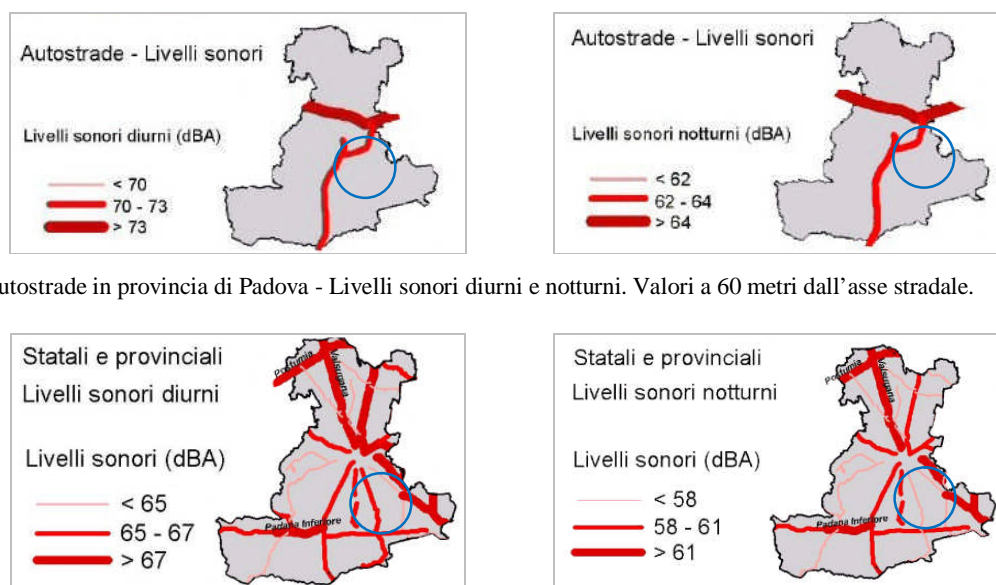 Autostrade - Livelli sonori
Livelli sonori diurni (dBA)
< 70
70 - 73
> 73
Autostrade - Livelli sonori
Livelli sonori notturni (dBA)
< 62
62 - 64
> 64
utostrade in provincia di Padova - Livelli sonori diurni e notturni. Valori a 60 metri dall’asse stradale.
Statali e provinciali
Livelli sonori diurni
Livelli sonori (dBA)
< 65
65 - 67
> 67
Postumia
Valsugana
Padana Inferiore
Statali e provinciali
Livelli sonori notturni
Livelli sonori (dBA)
< 58
58 - 61
> 61
Postumia
Valsugana
Padana Inferiore